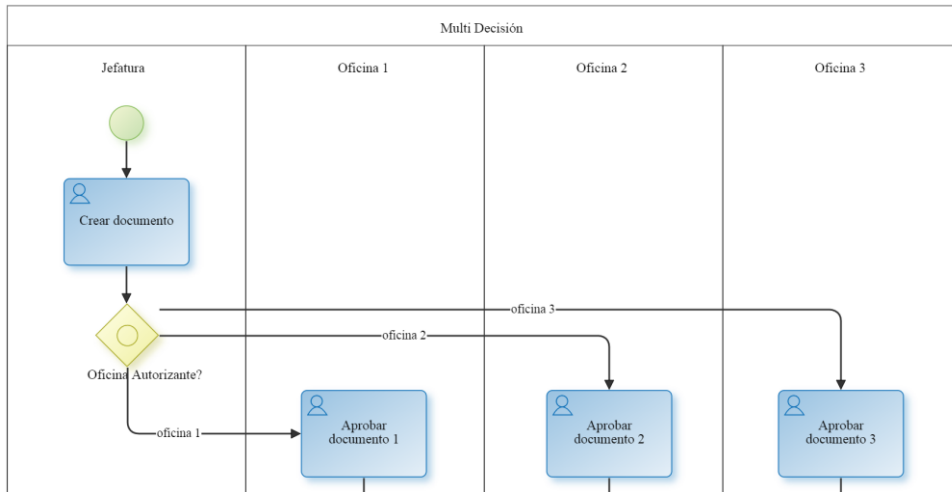 Multi Decisión
Jefatura
Oficina 1
Oficina 2
Oficina 3
Crear documento
oficina 3
oficina 2
Oficina Autorizante?
oficina 1
Aprobar
documento 1
Aprobar
documento 2
Aprobar
documento 3